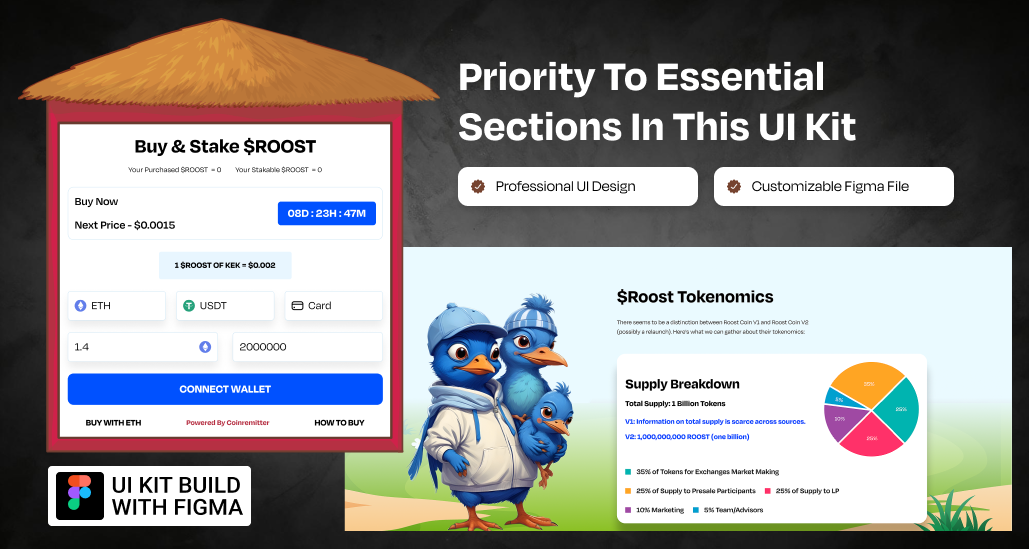 Priority To Essential
Sections In This UI Kit
Professional UI Design
Customizable Figma File
Buy & Stake $ROOST
Your Purchased $ROOST = 0 Your Stakable $ROOST = 0
Buy Now
Next Price - $0.0015
08D : 23H : 47M
1 $ROOST OF KEK = $0.002
ETH USDT Card
1.4 2000000
CONNECT WALLET
BUY WITH ETH Powered By Coinremitter HOW TO BUY
UI KIT BUILD
WITH FIGMA
$Roost Tokenomics
There seems to be a distinction between Roost Coin V1 and Roost Coin V2
(possibly a relaunch). Here's what we can gather about their tokenomics:
Supply Breakdown
Total Supply: 1 Billion Tokens
V1: Information on total supply is scarce across sources.
V2: 1,000,000,000 ROOST (one billion)
25%
25%
10%
5%
35% of Tokens for Exchanges Market Making
25% of Supply to Presale Participants 25% of Supply to LP
10% Marketing 5% Team/Advisors